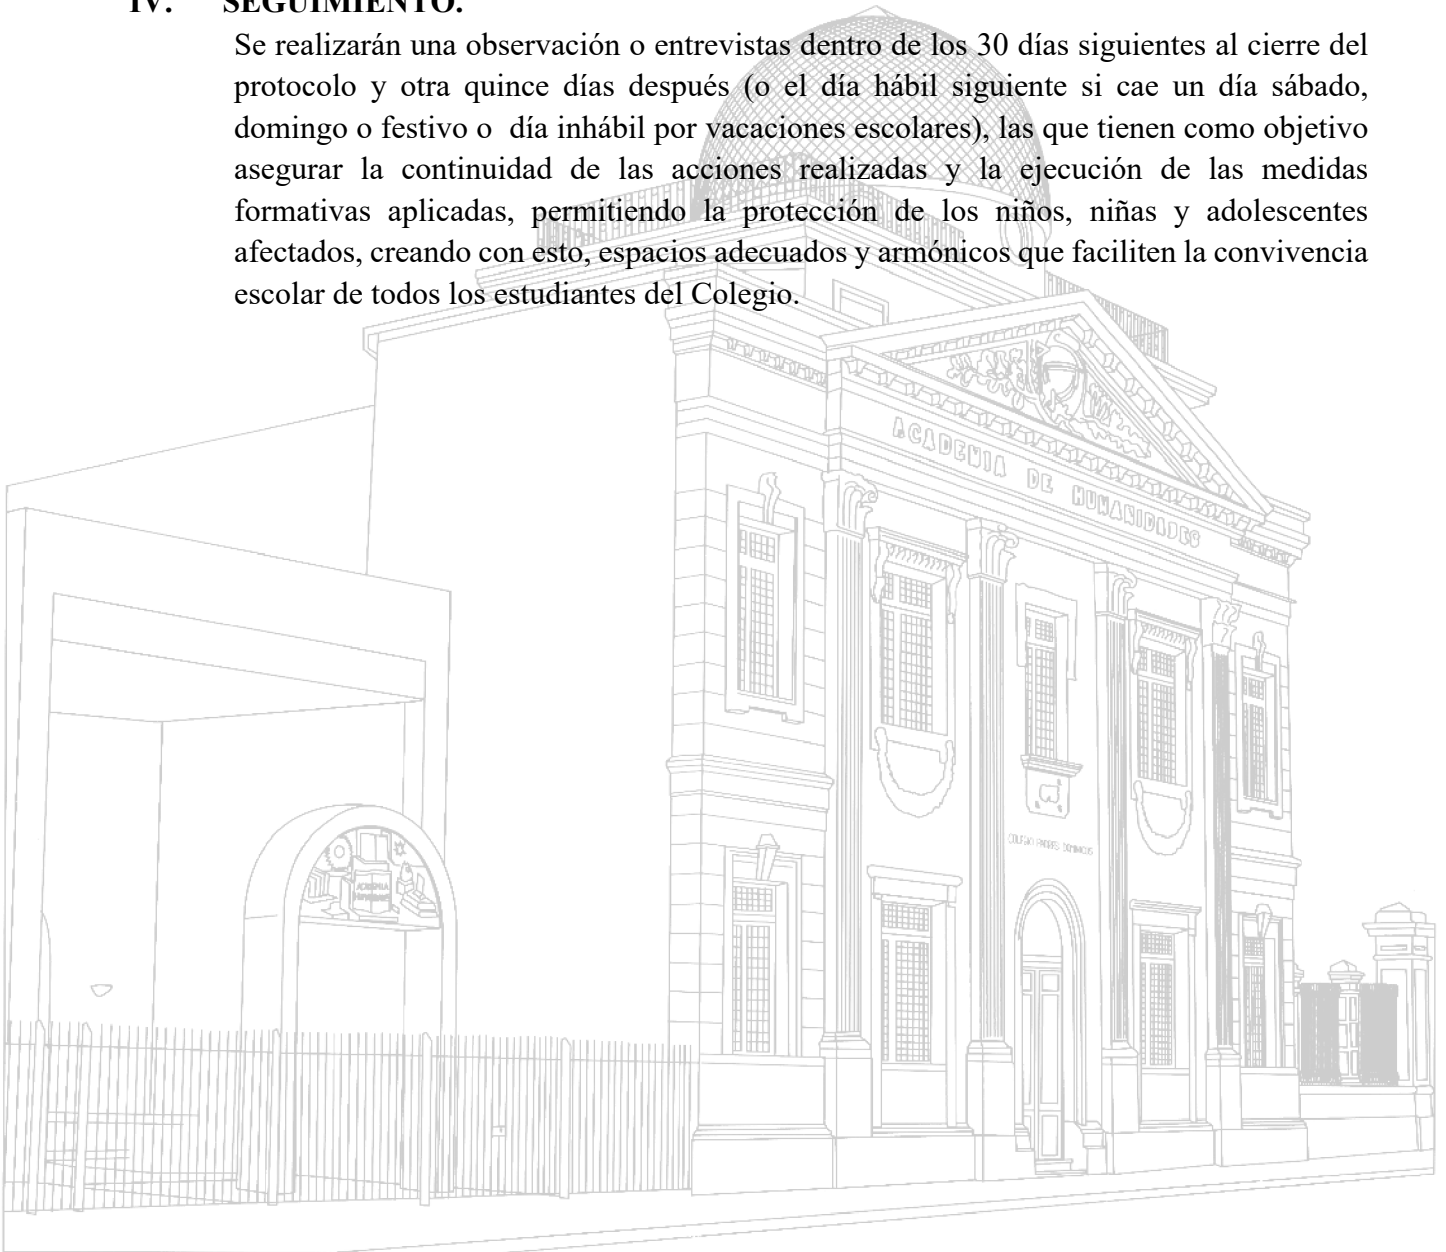 IV. SEGUIMIENTO.
Se realizarán una observación o entrevistas dentro de los 30 días siguientes al cierre del
protocolo y otra quince días después (o el día hábil siguiente si cae un día sábado,
domingo o festivo o día inhábil por vacaciones escolares), las que tienen como objetivo
asegurar la continuidad de las acciones realizadas y la ejecución de las medidas
formativas aplicadas, permitiendo la protección de los niños, niñas y adolescentes
afectados, creando con esto, espacios adecuados y armónicos que faciliten la convivencia
escolar de todos los estudiantes del Colegio.
ACADEMIA DE HUMANIDADES
COLEGIO PADRES DOMINICOS